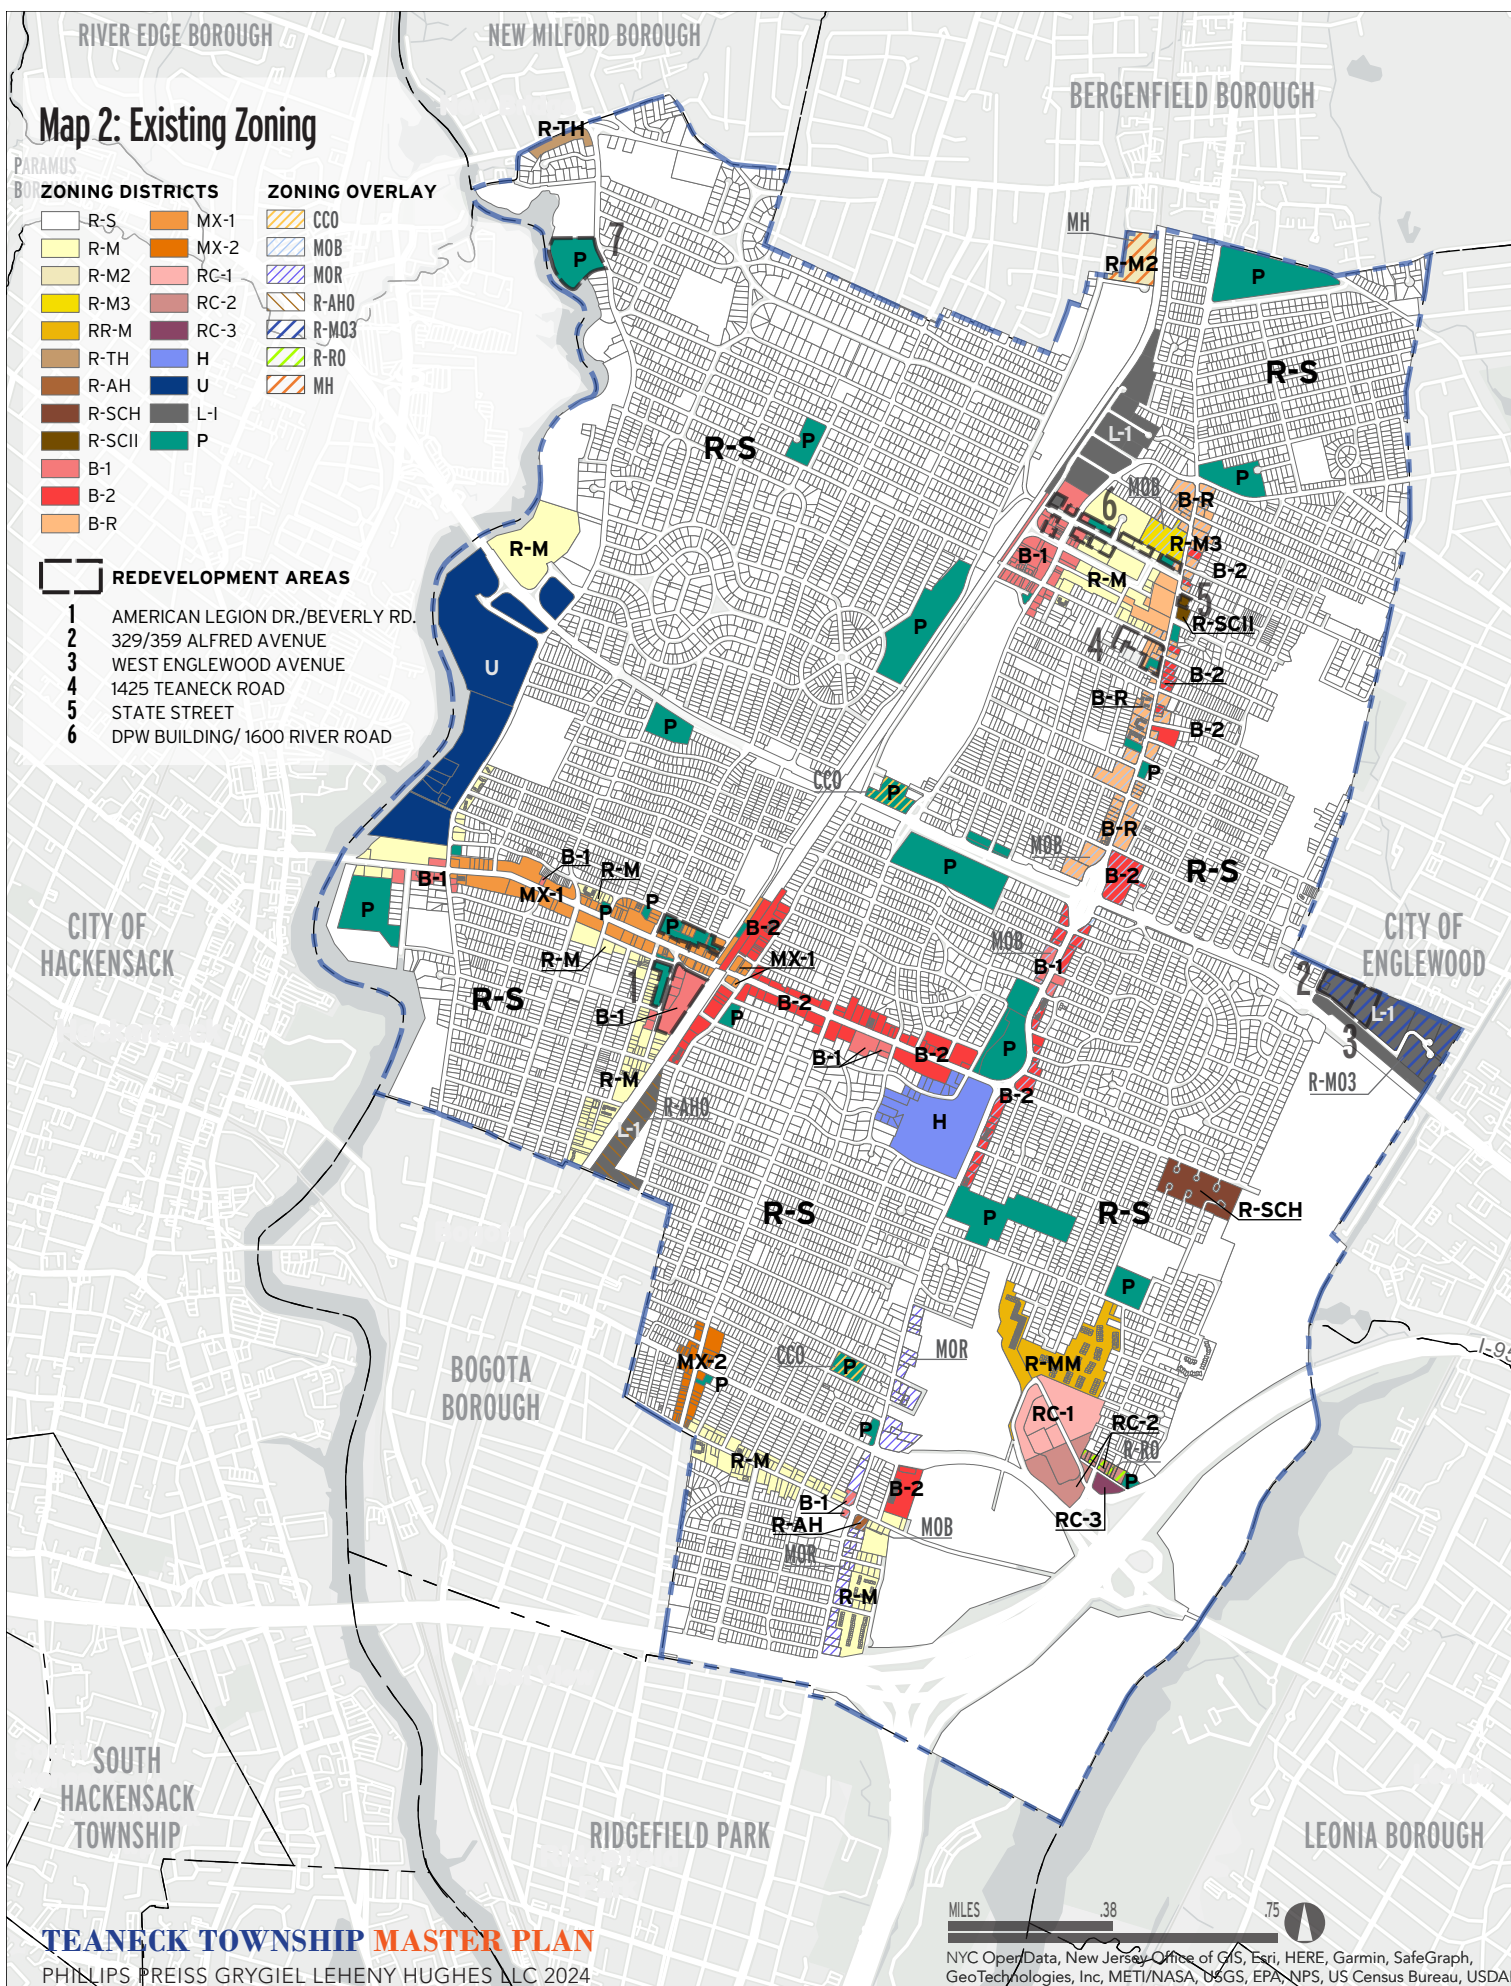 RIVER EDGE BOROUGH
NEW MILFORD BOROUGH
BERGENFIELD BOROUGH
Map 2: Existing Zoning
PARAMUS
ZONING DISTRICTS
R-S
R-M
R-M2
R-M3
RR-M
R-TH
R-AH
R-SCH
R-SCII
B-1
B-2
B-R
MX-1
MX-2
RC-1
RC-2
RC-3
H
U
L-I
P
ZONING OVERLAY
CCO
MOB
MOR
R-AHO
R-MO3
R-RO
MH
REDEVELOPMENT AREAS
1 AMERICAN LEGION DR./BEVERLY RD.
2 329/359 ALFRED AVENUE
3 WEST ENGLEWOOD AVENUE
4 1425 TEANECK ROAD
5 STATE STREET
6 DPW BUILDING/ 1600 RIVER ROAD
R-TH
P
7
MH
R-M2
P
R-S
R-S
P
L-1
P
MOB
B-R
6
R-M
R-M3
B-1
B-2
R-M
5
P
R-SCII
4
U
B-2
B-R
P
B-2
P
CCO
P
B-R
MOB
B-1
R-M
P
B-2
R-S
B-1
MX-1
P
P
P
P
B-2
CITY OF
HACKENSACK
MOB
CITY OF
ENGLEWOOD
R-M
MX-1
B-1
2
1
R-S
B-2
L-1
B-1
P
3
P
B-1
B-2
R-M
R-MO3
B-2
R-AHO
H
L-1
R-S
P
R-S
R-SCH
P
MOR
I-95
BOGOTA
BOROUGH
MX-2
CCO
P
R-MM
P
RC-1
P
RC-2
R-RO
R-M
B-2
P
B-1
RC-3
R-AH
MOB
MOR
R-M
SOUTH
HACKENSACK
TOWNSHIP
RIDGEFIELD PARK
LEONIA BOROUGH
MILES .38 .75
TEANECK TOWNSHIP MASTER PLAN
PHILLIPS PREISS GRYGIEL LEHENY HUGHES LLC 2024
NYC OpenData, New Jersey Office of GIS, Esri, HERE, Garmin, SafeGraph,
GeoTechnologies, Inc, METI/NASA, USGS, EPA, NPS, US Census Bureau, USDA